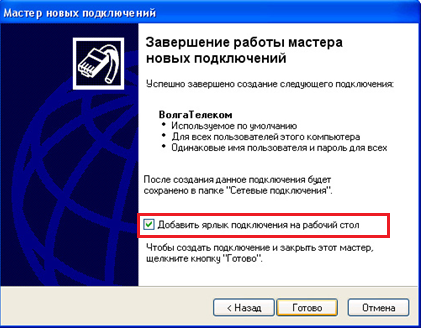 Мастер новых подключений
Завершение работы мастера
новых подключений
Успешно завершено создание следующего подключения:
ВолгаТелеком
• Используемое по умолчанию
• Для всех пользователей этого компьютера
• Одинаковые имя пользователя и пароль для всех
После создания данное подключение будет
сохранено в папке "Сетевые подключения".
Добавить ярлык подключения на рабочий стол
Чтобы создать подключение и закрыть этот мастер,
щелкните кнопку "Готово".
< Назад
Готово
Отмена